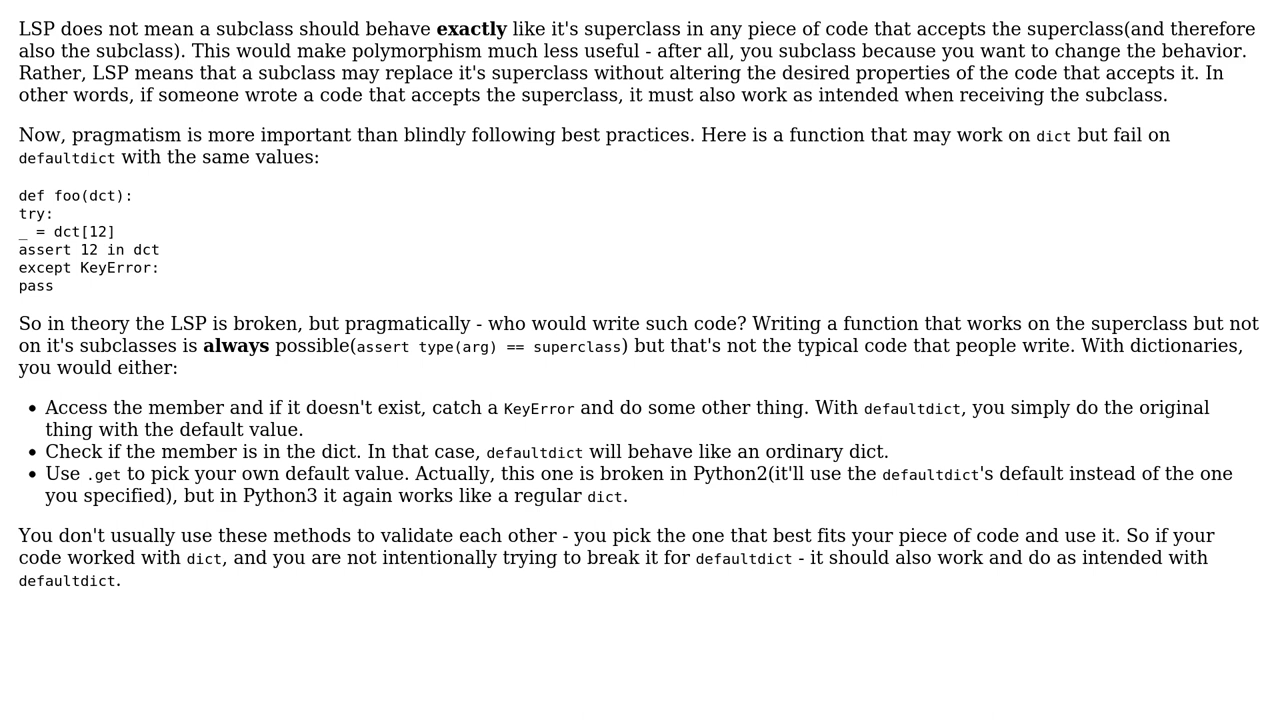 LSP does not mean a subclass should behave exactly like it's superclass in any piece of code that accepts the superclass(and therefore
also the subclass). This would make polymorphism much less useful - after all, you subclass because you want to change the behavior.
Rather, LSP means that a subclass may replace it's superclass without altering the desired properties of the code that accepts it. In
other words, if someone wrote a code that accepts the superclass, it must also work as intended when receiving the subclass.
Now, pragmatism is more important than blindly following best practices. Here is a function that may work on dict but fail on
defaultdict with the same values:
def foo(dct):
try:
_ = dct[12]
assert 12 in dct
except KeyError:
pass
So in theory the LSP is broken, but pragmatically - who would write such code? Writing a function that works on the superclass but not
on it's subclasses is always possible(assert type(arg) == superclass) but that's not the typical code that people write. With dictionaries,
you would either:
• Access the member and if it doesn't exist, catch a KeyError and do some other thing. With defaultdict, you simply do the original
thing with the default value.
• Check if the member is in the dict. In that case, defaultdict will behave like an ordinary dict.
• Use .get to pick your own default value. Actually, this one is broken in Python2(it'll use the defaultdict's default instead of the one
you specified), but in Python3 it again works like a regular dict.
You don't usually use these methods to validate each other - you pick the one that best fits your piece of code and use it. So if your
code worked with dict, and you are not intentionally trying to break it for defaultdict - it should also work and do as intended with
defaultdict.